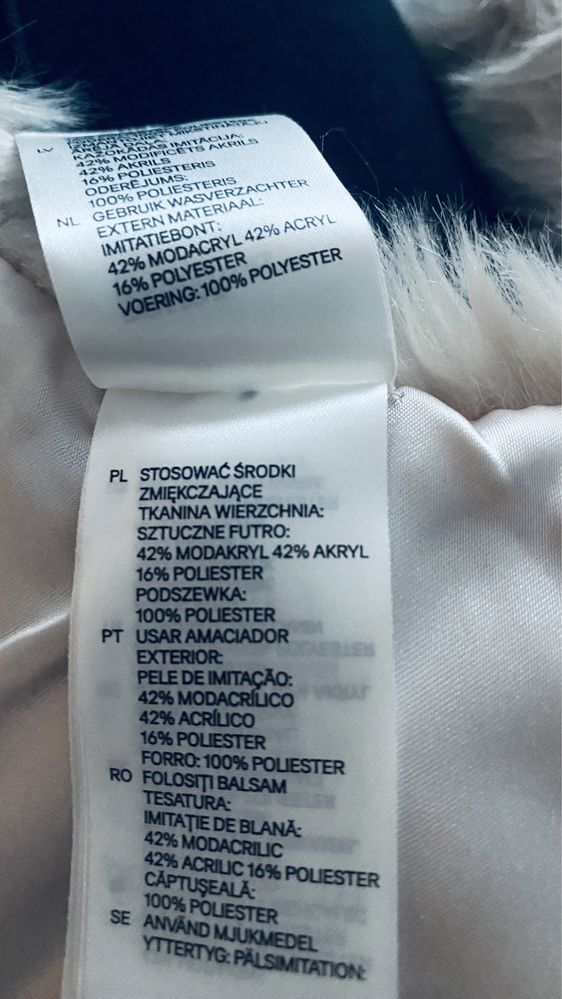 LV
KAŽOKĀDAS IMITĀCIJA:
42% MODIFICĒTS AKRILS
42% AKRILS
16% POLIESTERIS
ODERĒJUMS:
100% POLIESTERIS
NL GEBRUIK WASVERZACHTER
EXTERN MATERIAAL:
IMITATIEBONT:
42% MODACRYL 42% ACRYL
16% POLYESTER
VOERING: 100% POLYESTER
PL STOSOWAĆ ŚRODKI
ZMIĘKCZAJĄCE
TKANINA WIERZCHNIA:
SZTUCZNE FUTRO:
42% MODAKRYL 42% AKRYL
16% POLIESTER
PODSZEWKA:
100% POLIESTER
PT USAR AMACIADOR
EXTERIOR:
PELE DE IMITAÇÃO:
42% MODACRÍLICO
42% ACRÍLICO
16% POLIESTER
FORRO: 100% POLIESTER
RO FOLOSIȚI BALSAM
TESATURA:
IMITAȚIE DE BLANĂ:
42% MODACRILIC
42% ACRILIC 16% POLIESTER
CĂPTUȘEALĂ:
100% POLIESTER
SE ANVÄND MJUKMEDEL
YTTERTYG: PÄLSIMITATION: